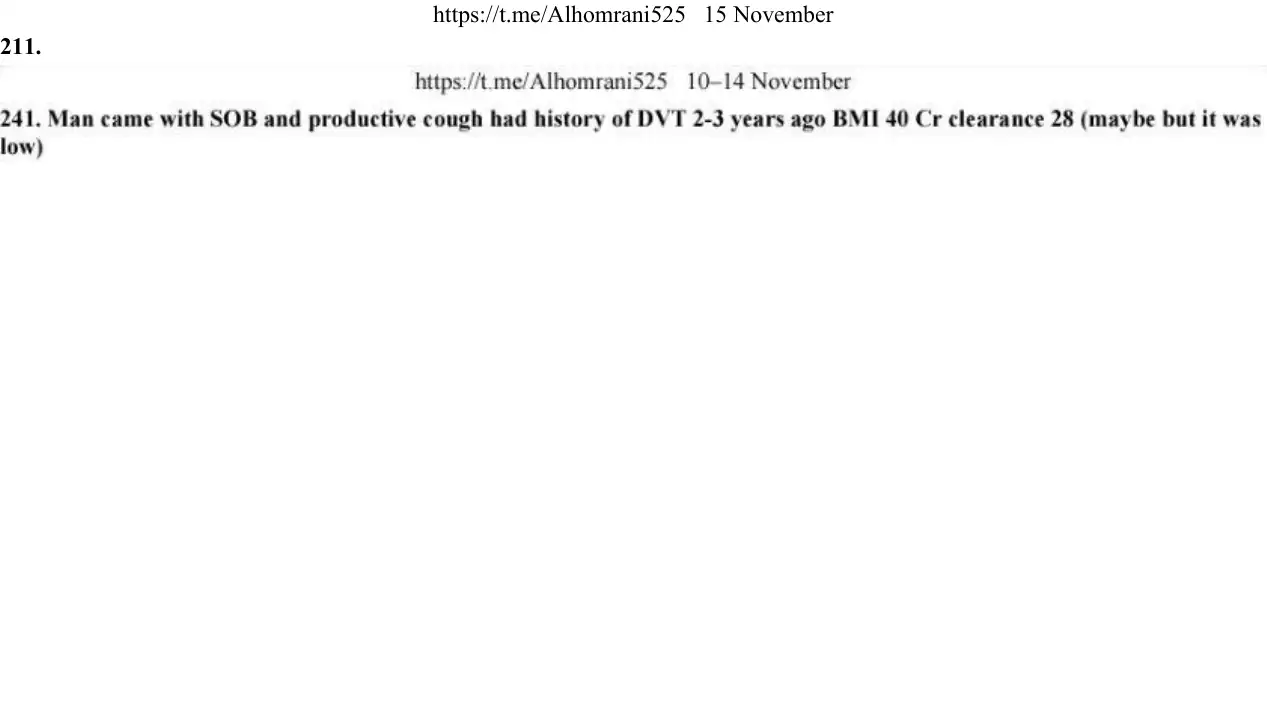 https://t.me/Alhomrani525 15 November
211.
https://t.me/Alhomrani525 10–14 November
241. Man came with SOB and productive cough had history of DVT 2-3 years ago BMI 40 Cr clearance 28 (maybe but it was
low)